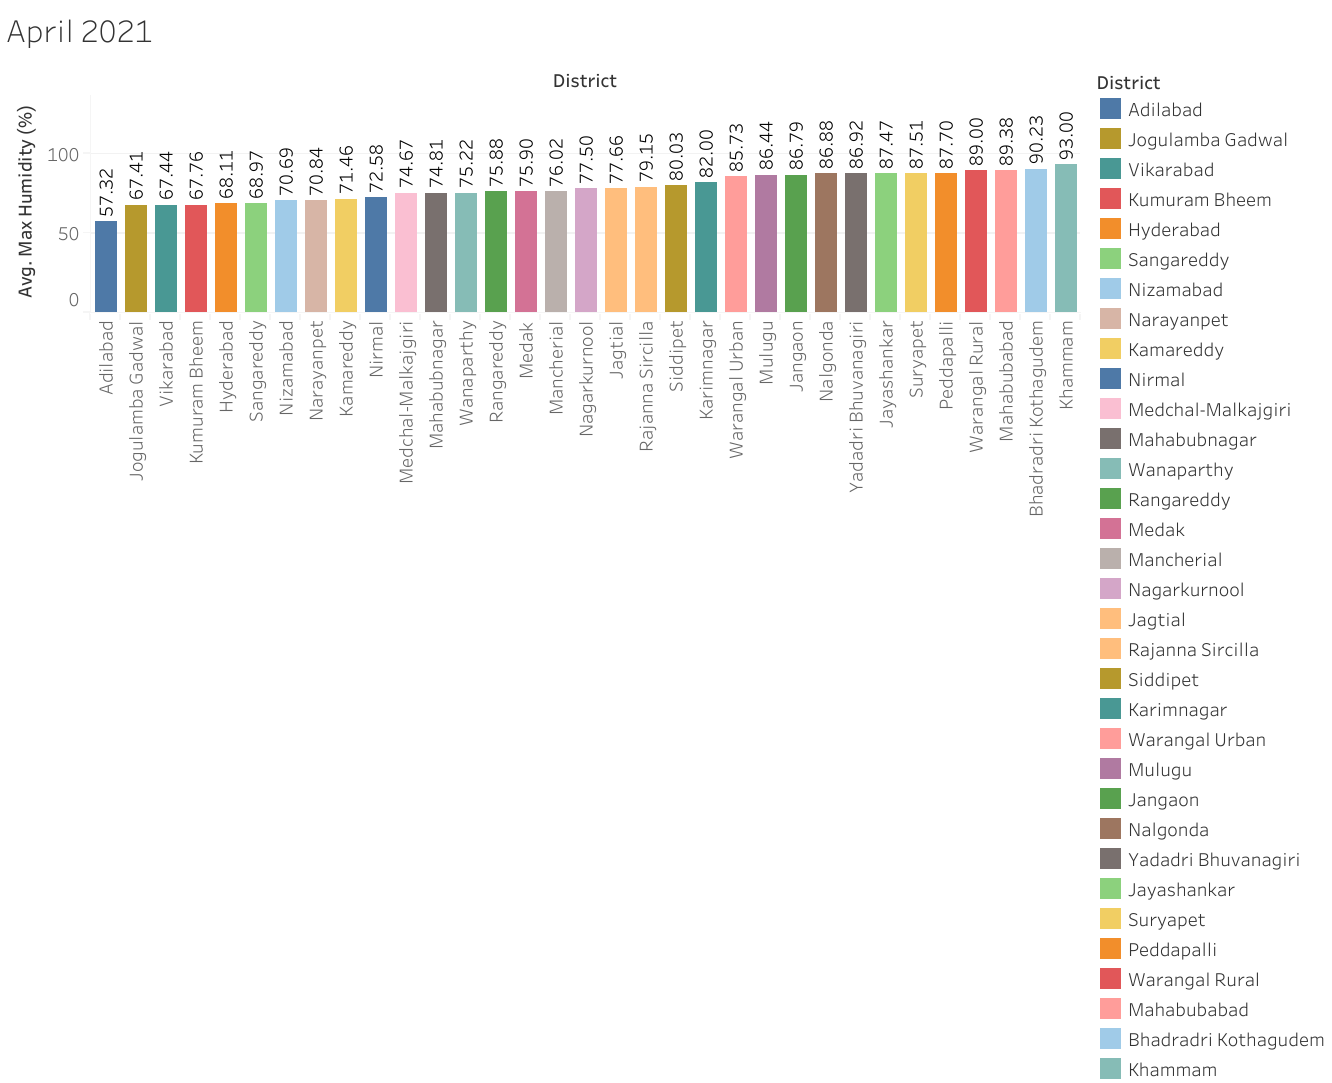 April 2021
District
Avg. Max Humidity (%)
100
50
0
57.32
67.41
67.44
67.76
68.11
68.97
70.69
70.84
71.46
72.58
74.67
74.81
75.22
75.88
75.90
76.02
77.50
77.66
79.15
80.03
82.00
85.73
86.44
86.79
86.88
86.92
87.47
87.51
87.70
89.00
89.38
90.23
93.00
Adilabad
Jogulamba Gadwal
Vikarabad
Kumuram Bheem
Hyderabad
Sangareddy
Nizamabad
Narayanpet
Kamareddy
Nirmal
Medchal-Malkajgiri
Mahabubnagar
Wanaparthy
Rangareddy
Medak
Mancherial
Nagarkurnool
Jagtial
Rajanna Sircilla
Siddipet
Karimnagar
Warangal Urban
Mulugu
Jangaon
Nalgonda
Yadadri Bhuvanagiri
Jayashankar
Suryapet
Peddapalli
Warangal Rural
Mahabubabad
Bhadradri Kothagudem
Khammam
District
Adilabad
Jogulamba Gadwal
Vikarabad
Kumuram Bheem
Hyderabad
Sangareddy
Nizamabad
Narayanpet
Kamareddy
Nirmal
Medchal-Malkajgiri
Mahabubnagar
Wanaparthy
Rangareddy
Medak
Mancherial
Nagarkurnool
Jagtial
Rajanna Sircilla
Siddipet
Karimnagar
Warangal Urban
Mulugu
Jangaon
Nalgonda
Yadadri Bhuvanagiri
Jayashankar
Suryapet
Peddapalli
Warangal Rural
Mahabubabad
Bhadradri Kothagudem
Khammam